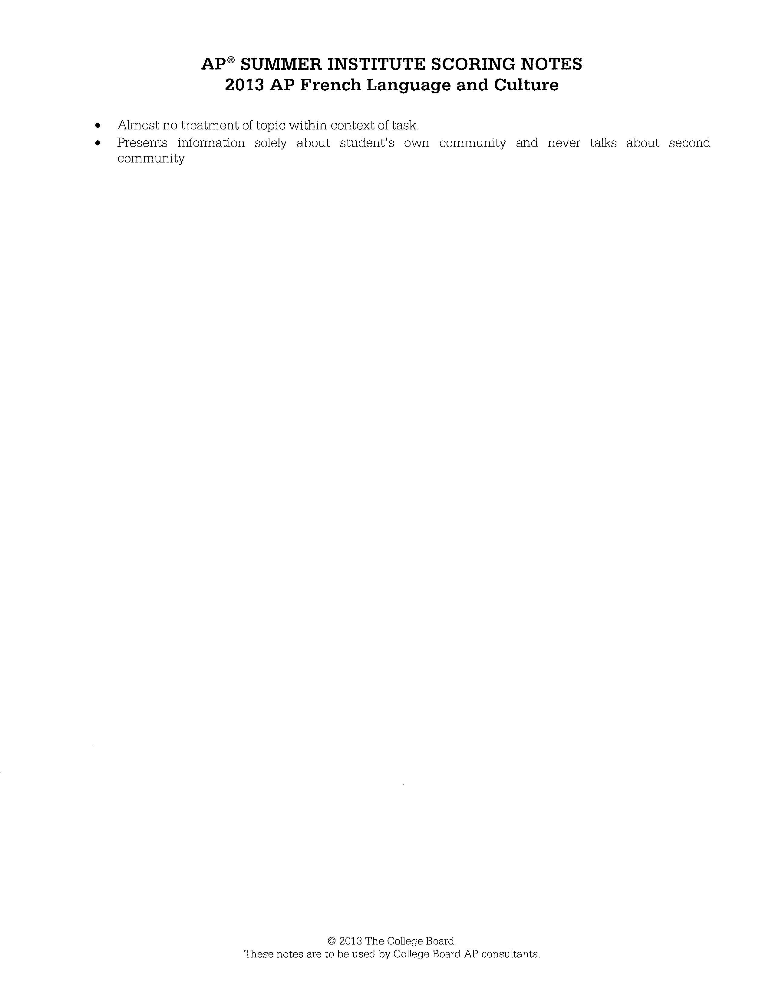 AP® SUMMER INSTITUTE SCORING NOTES
2013 AP French Language and Culture
• Almost no treatment of topic within context of task.
• Presents information solely about student's own community and never talks about second
community
© 2013 The College Board.
These notes are to be used by College Board AP consultants.